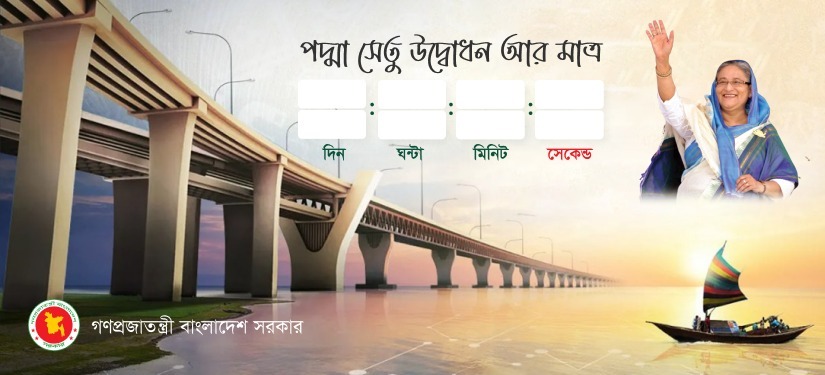 পদ্মা সেতু উদ্বোধন আর মাত্র
: : :
দিন ঘন্টা মিনিট সেকেন্ড
গণপ্রজাতন্ত্রী বাংলাদেশ সরকার